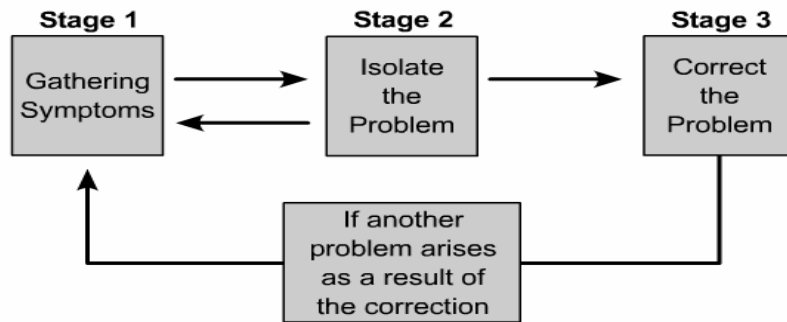 Stage 1
Stage 2
Stage 3
Gathering
Symptoms
Isolate
the
Problem
Correct
the
Problem
If another
problem arises
as a result of
the correction